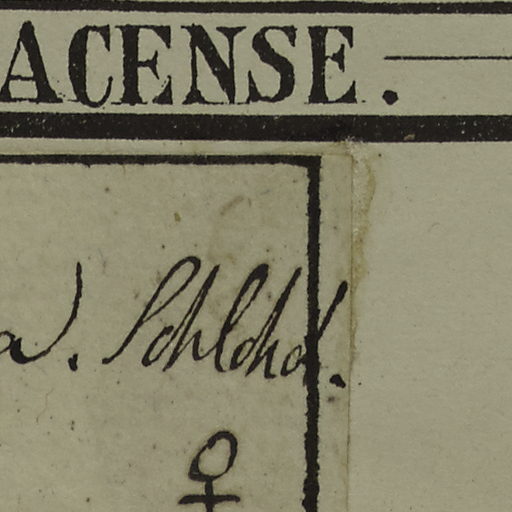 ACENSE.
a. Schlchd.
♀